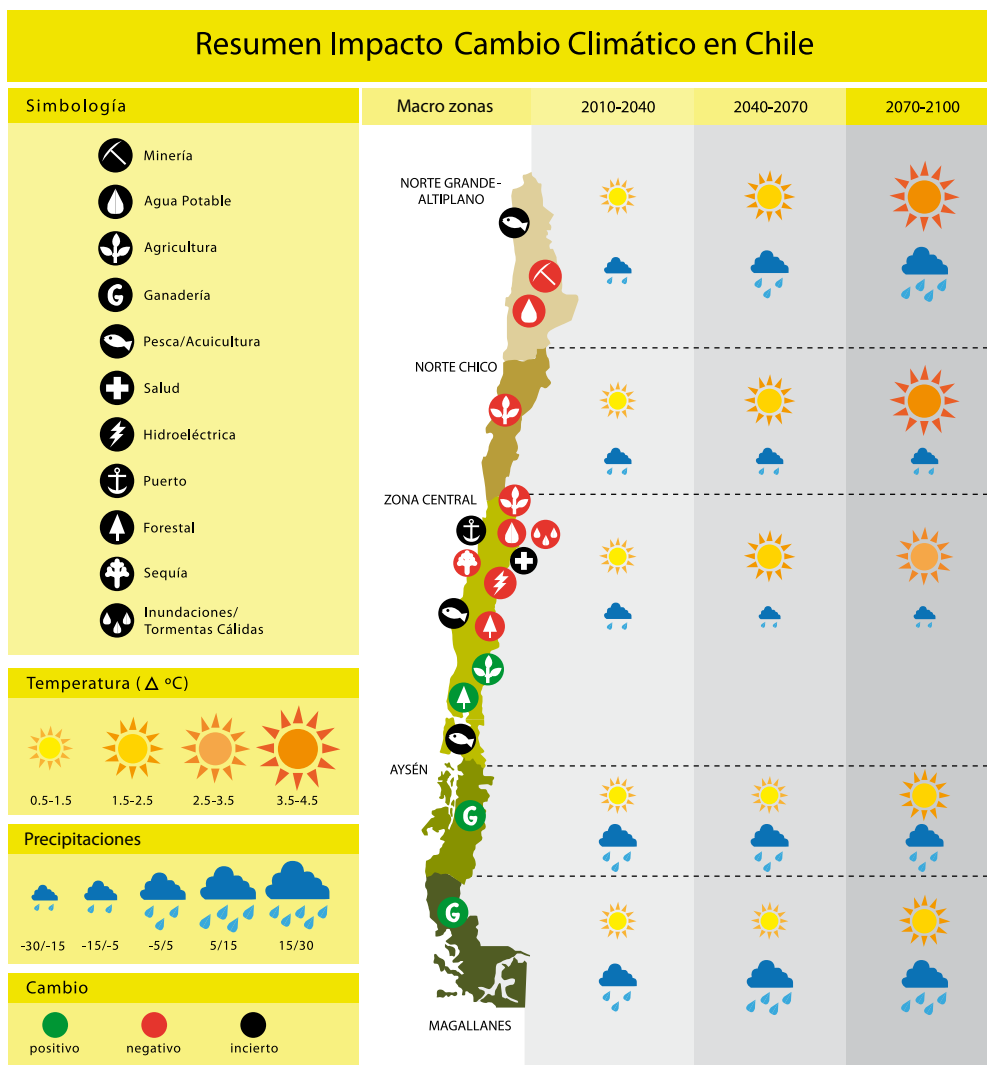 Resumen Impacto Cambio Climático en Chile
Simbología
Minería
Agua Potable
Agricultura
G
Ganadería
Pesca/Acuicultura
Salud
Hidroeléctrica
Puerto
Forestal
Sequía
Inundaciones/
Tormentas Cálidas
Temperatura (Δ ºC)
0.5-1.5 1.5-2.5 2.5-3.5 3.5-4.5
Precipitaciones
-30/-15 -15/-5 -5/5 5/15 15/30
Cambio
positivo negativo incierto
Macro zonas 2010-2040 2040-2070 2070-2100
NORTE GRANDE-
ALTIPLANO
NORTE CHICO
ZONA CENTRAL
AYSÉN
G
G
MAGALLANES